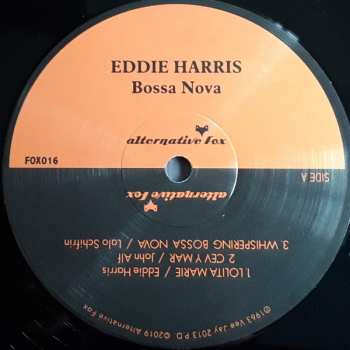 EDDIE HARRIS
Bossa Nova
alternative fox
FOX016
SIDE A
alternative fox
1. LOLITA MARIE / Eddie Harris
2. CEV Y MAR / John Alf
3. WHISPERING BOSSA NOVA / Lalo Schifrin
℗1963 Vee Jay 2013 P.D. ©2019 Alternative Fox